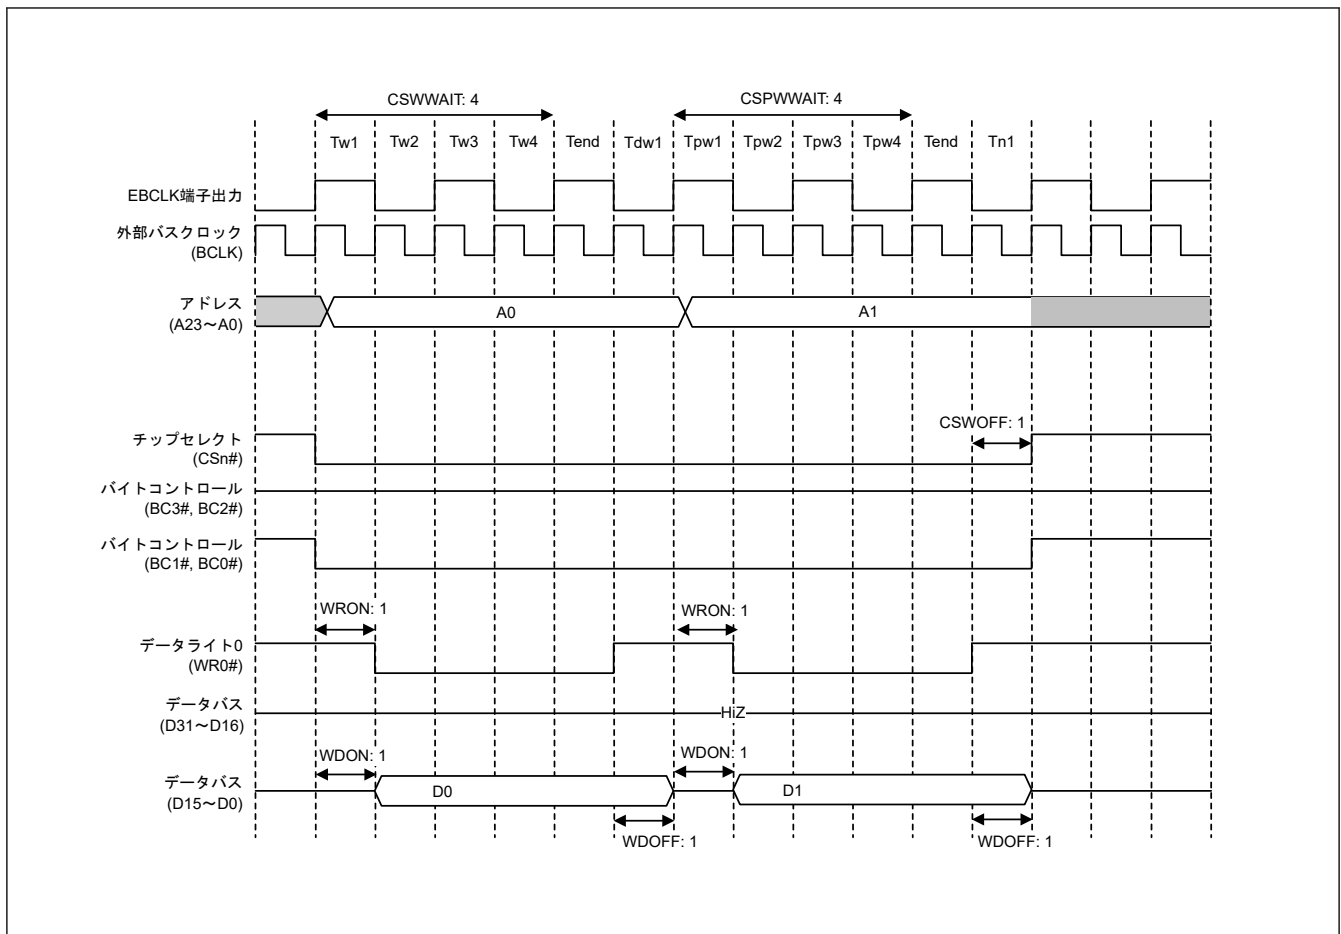 CSWWAIT: 4
CSPWWAIT: 4
Tw1 Tw2 Tw3 Tw4 Tend Tdw1 Tpw1 Tpw2 Tpw3 Tpw4 Tend Tn1
EBCLK端子出力
外部バスクロック
(BCLK)
アドレス
(A23～A0)
A0
A1
CSWOFF: 1
チップセレクト
(CSn#)
バイトコントロール
(BC3#, BC2#)
バイトコントロール
(BC1#, BC0#)
WRON: 1
WRON: 1
データライト0
(WR0#)
データバス
(D31～D16)
HiZ
WDON: 1
WDON: 1
データバス
(D15～D0)
D0
D1
WDOFF: 1
WDOFF: 1